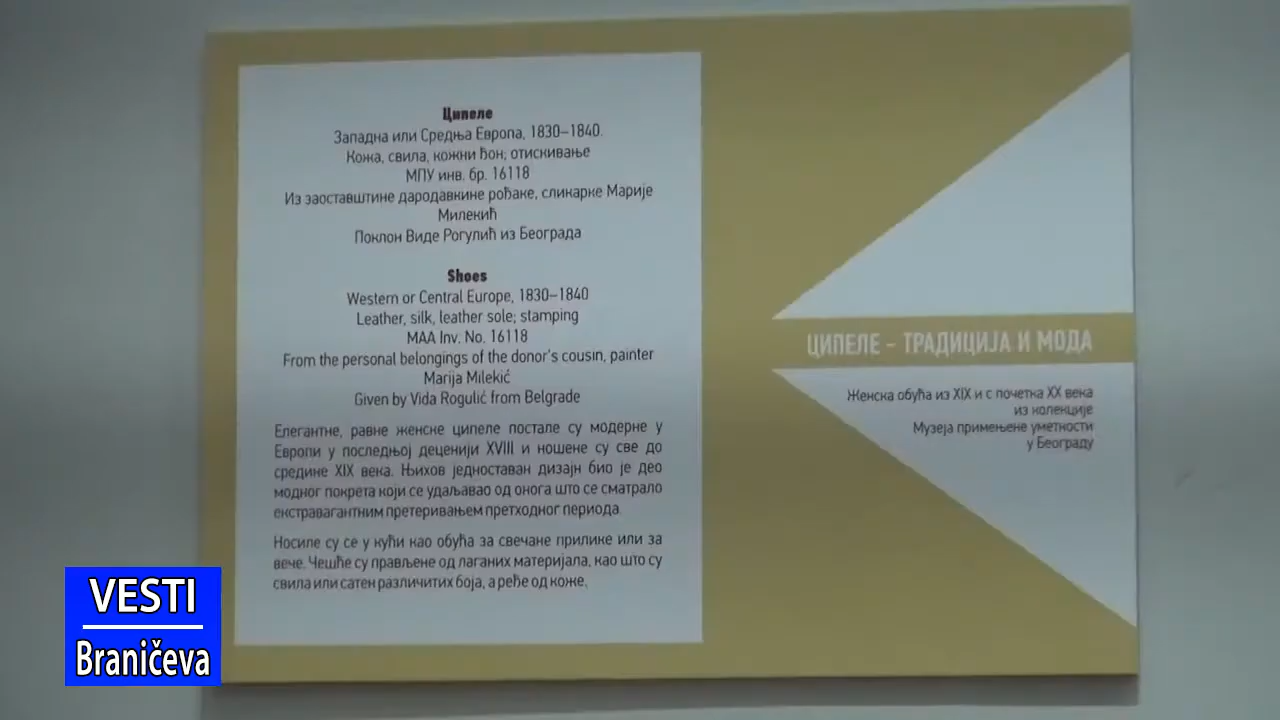 Ципеле
Западна или Средња Европа, 1830–1840.
Кожа, свила, кожни ђон; отискивање
МПУ инв. бр. 16118
Из заоставштине дародавкине рођаке, сликарке Марије
Милекић
Поклон Виде Рогулић из Београда
Shoes
Western or Central Europe, 1830–1840
Leather, silk, leather sole; stamping
MAA Inv. No. 16118
From the personal belongings of the donor's cousin, painter
Marija Milekić
Given by Vida Rogulić from Belgrade
Елегантне, равне женске ципеле постале су модерне у
Европи у последњој деценији XVIII и ношене су све до
средине XIX века. Њихов једноставан дизајн био је део
модног покрета који се удаљавао од онога што се сматрало
екстравагантним претеривањем претходног периода.
Носиле су се у кући као обућа за свечане прилике или за
вече. Чешће су прављене од лаганих материјала, као што су
свила или сатен различитих боја, а ређе од коже.
ЦИПЕЛЕ - ТРАДИЦИЈА И МОДА
Женска обућа из XIX и с почетка XX века
из колекције
Музеја примењене уметности
у Београду
VESTI
Braničeva